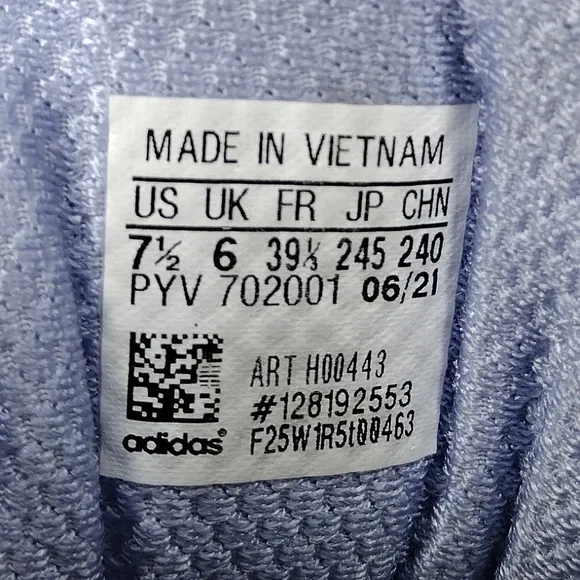 MADE IN VIETNAM
US UK FR JP CHN
7½ 6 39⅓ 245 240
PYV 702001 06/21
ART H00443
#128192553
F25W1R5t00463
adidas®